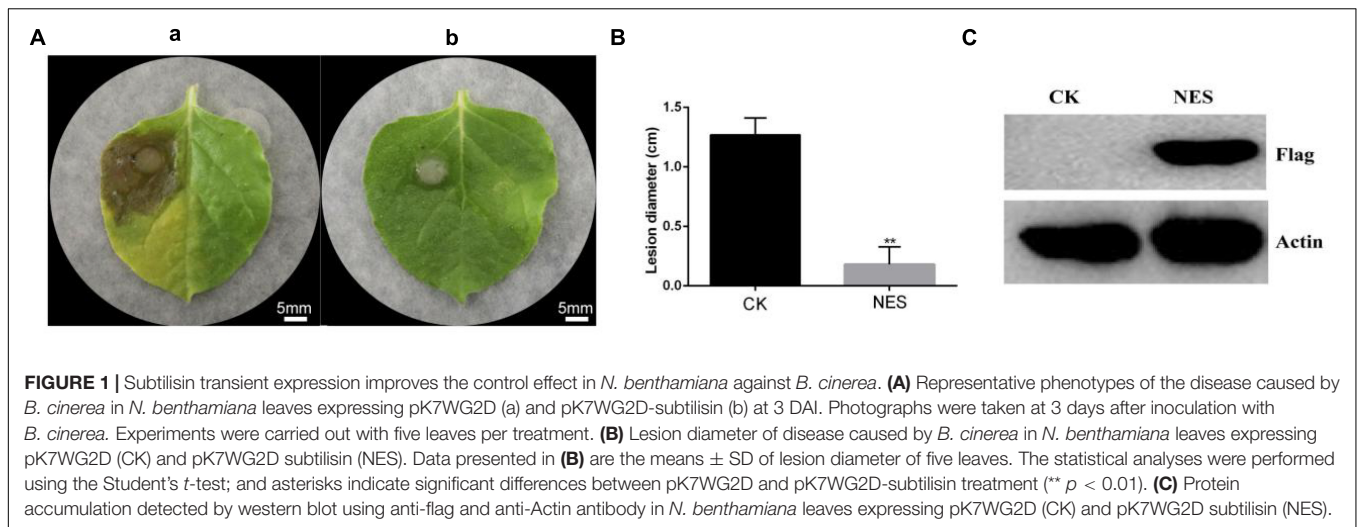 A a b B C
1.5
1.0
0.5
0.0
Lesion diameter (cm)
**
CK NES
5mm 5mm
CK NES
Flag
Actin
FIGURE 1 | Subtilisin transient expression improves the control effect in N. benthamiana against B. cinerea. (A) Representative phenotypes of the disease caused by
B. cinerea in N. benthamiana leaves expressing pK7WG2D (a) and pK7WG2D-subtilisin (b) at 3 DAI. Photographs were taken at 3 days after inoculation with
B. cinerea. Experiments were carried out with five leaves per treatment. (B) Lesion diameter of disease caused by B. cinerea in N. benthamiana leaves expressing
pK7WG2D (CK) and pK7WG2D subtilisin (NES). Data presented in (B) are the means ± SD of lesion diameter of five leaves. The statistical analyses were performed
using the Student's t-test; and asterisks indicate significant differences between pK7WG2D and pK7WG2D-subtilisin treatment (** p < 0.01). (C) Protein
accumulation detected by western blot using anti-flag and anti-Actin antibody in N. benthamiana leaves expressing pK7WG2D (CK) and pK7WG2D subtilisin (NES).